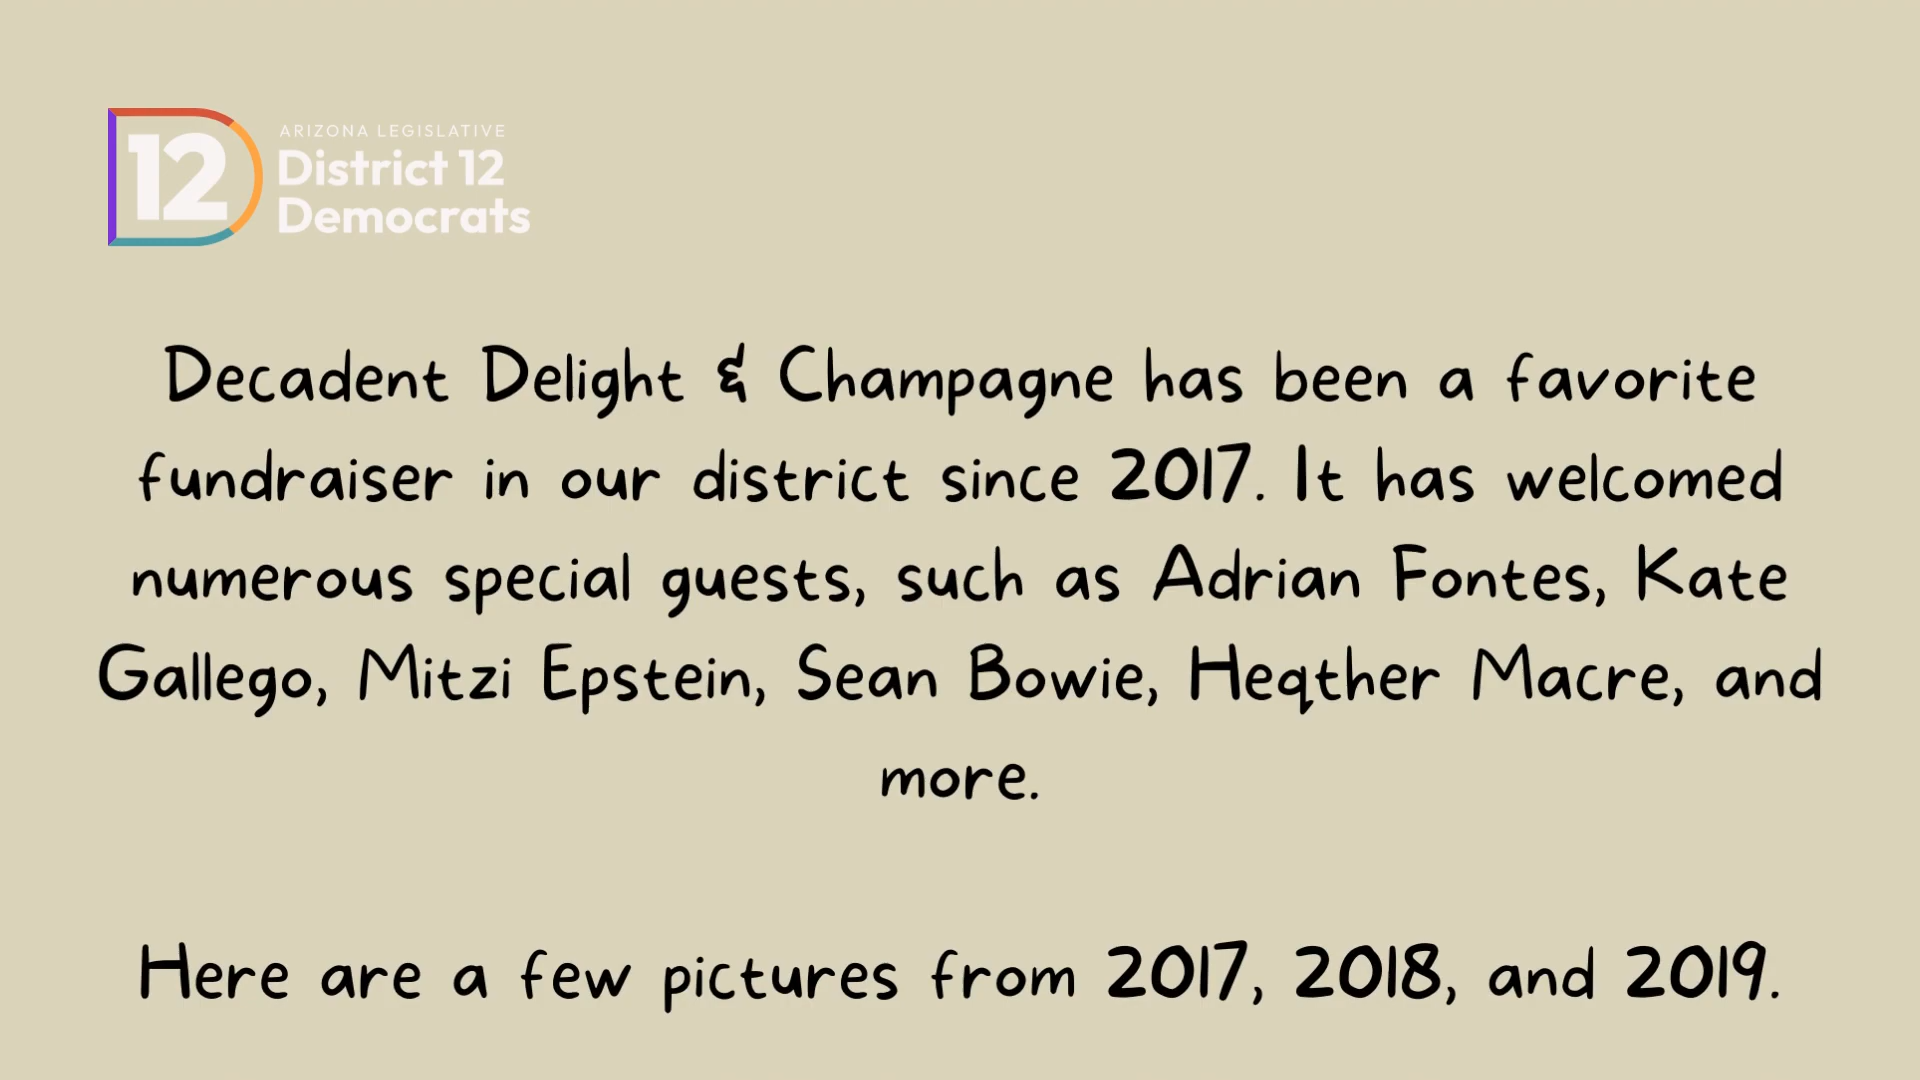 12
ARIZONA LEGISLATIVE
District 12
Democrats
Decadent Delight & Champagne has been a favorite
fundraiser in our district since 2017. It has welcomed
numerous special guests, such as Adrian Fontes, Kate
Gallego, Mitzi Epstein, Sean Bowie, Heqther Macre, and
more.
Here are a few pictures from 2017, 2018, and 2019.